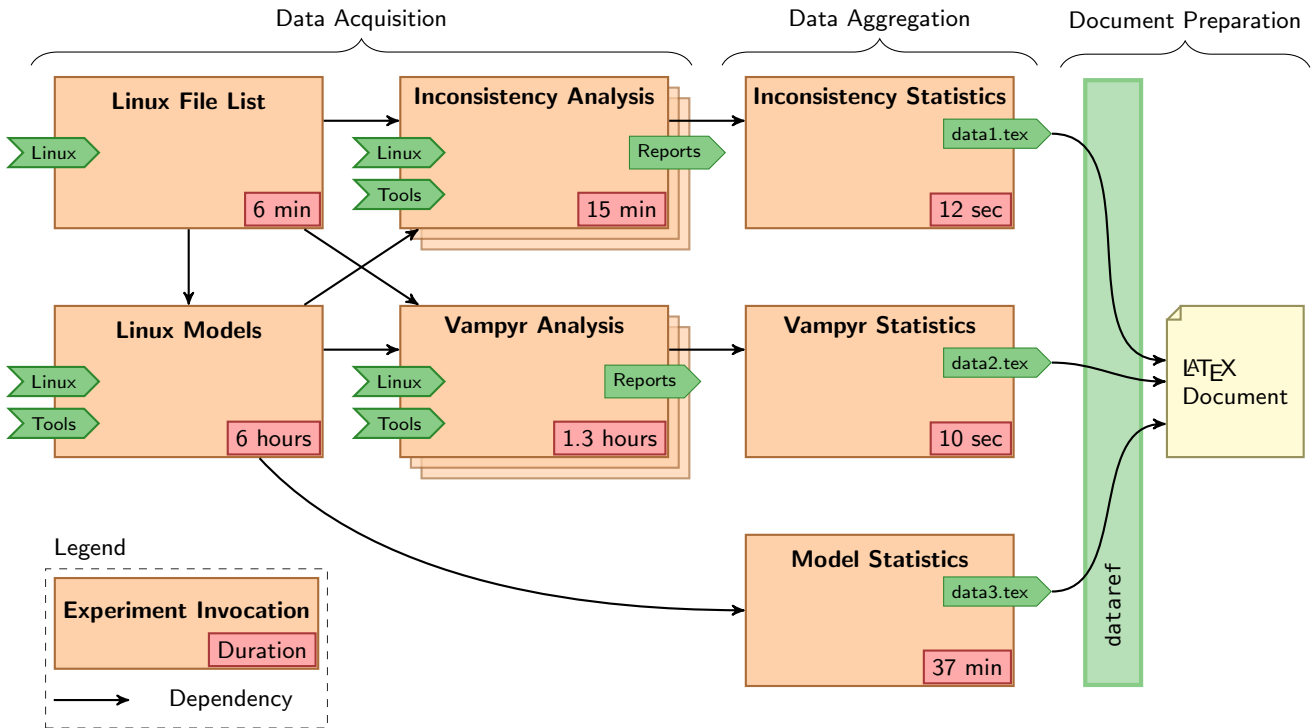 Data Acquisition
Data Aggregation
Document Preparation
Linux File List
Linux
6 min
Inconsistency Analysis
Linux
Tools
Reports
15 min
Inconsistency Statistics
data1.tex
12 sec
Linux Models
Linux
Tools
6 hours
Vampyr Analysis
Linux
Tools
Reports
1.3 hours
Vampyr Statistics
data2.tex
10 sec
LATEX
Document
Model Statistics
data3.tex
37 min
dataref
Legend
Experiment Invocation
Duration
Dependency